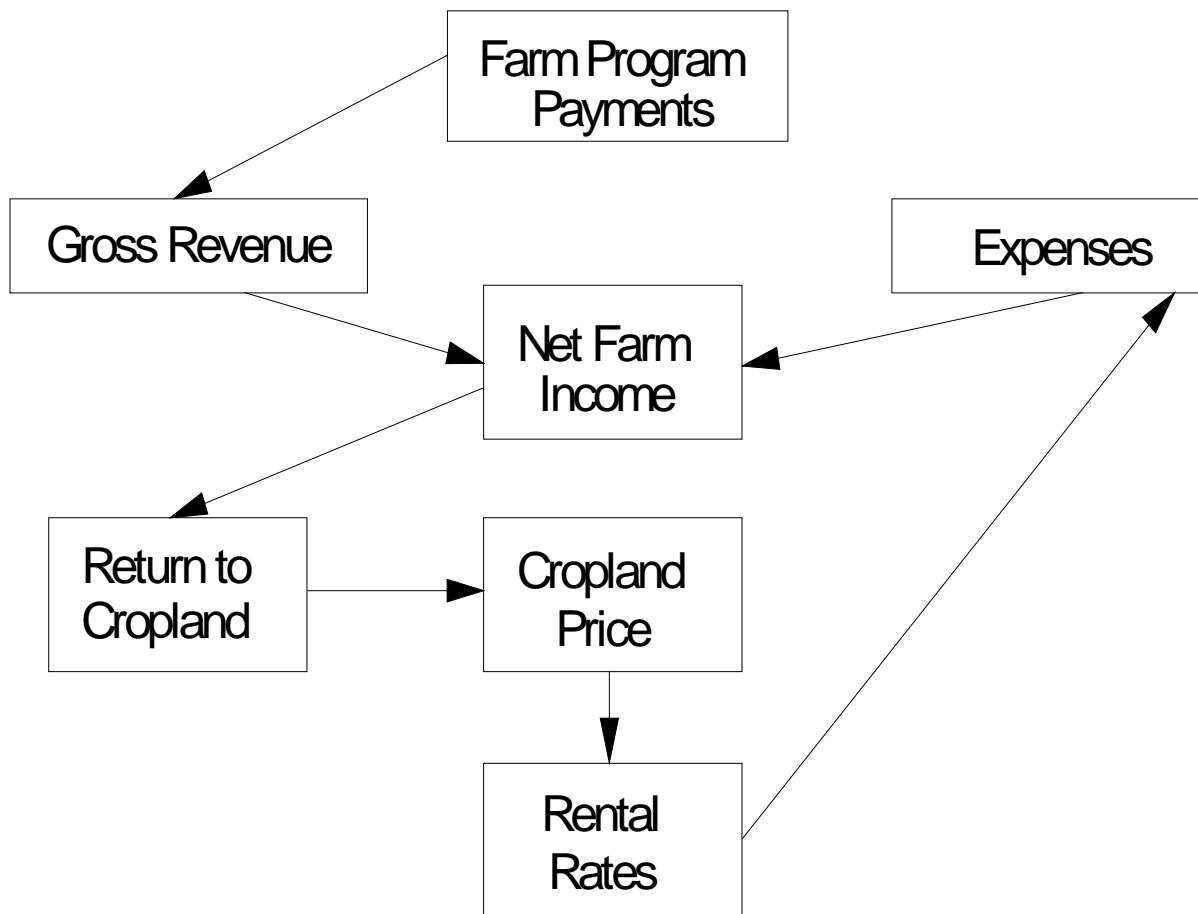 Farm Program
Payments
Gross Revenue
Expenses
Net Farm
Income
Return to
Cropland
Cropland
Price
Rental
Rates